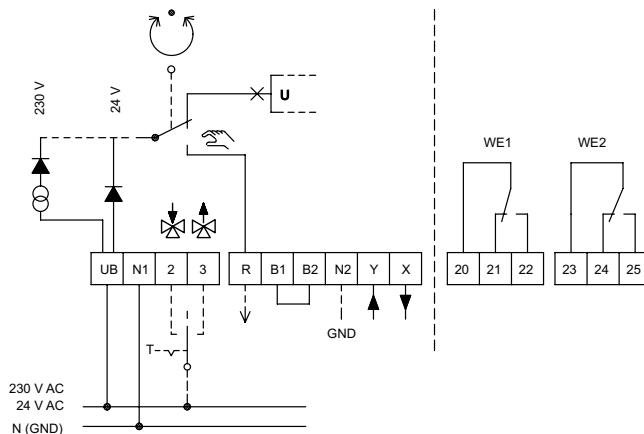 230 V
24 V
U
WE1
WE2
UB N1 2 3 R B1 B2 N2 Y X
20 21 22 23 24 25
GND
T
230 V AC
24 V AC
N (GND)